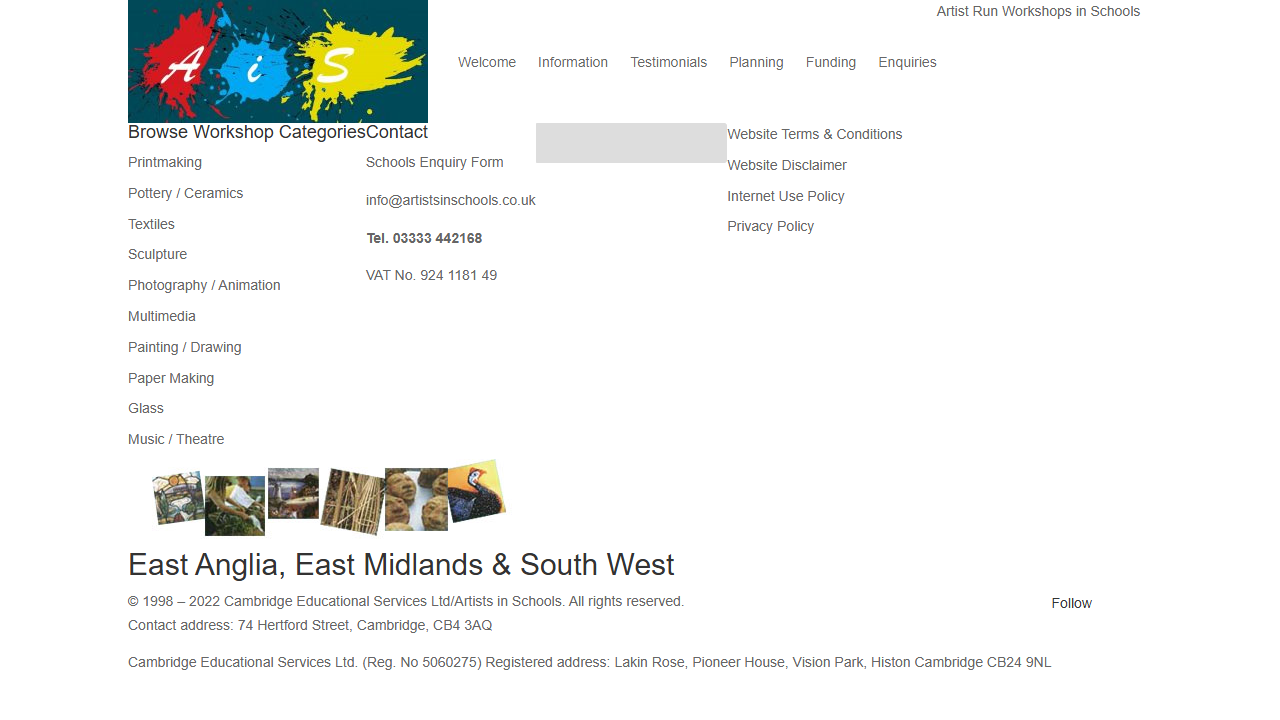 Artist Run Workshops in Schools
A i S
Welcome Information Testimonials Planning Funding Enquiries
Browse Workshop Categories
Printmaking
Pottery / Ceramics
Textiles
Sculpture
Photography / Animation
Multimedia
Painting / Drawing
Paper Making
Glass
Music / Theatre
Contact
Schools Enquiry Form
info@artistsinschools.co.uk
Tel. 03333 442168
VAT No. 924 1181 49
Website Terms & Conditions
Website Disclaimer
Internet Use Policy
Privacy Policy
East Anglia, East Midlands & South West
© 1998 – 2022 Cambridge Educational Services Ltd/Artists in Schools. All rights reserved.
Contact address: 74 Hertford Street, Cambridge, CB4 3AQ
Cambridge Educational Services Ltd. (Reg. No 5060275) Registered address: Lakin Rose, Pioneer House, Vision Park, Histon Cambridge CB24 9NL
Follow